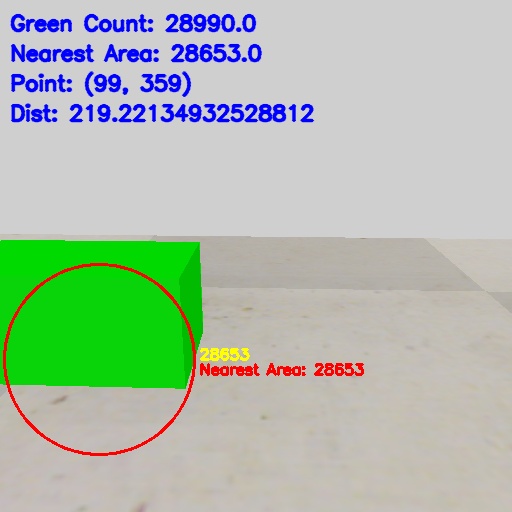 Green Count: 28990.0
Nearest Area: 28653.0
Point: (99, 359)
Dist: 219.22134932528812
28653
Nearest Area: 28653